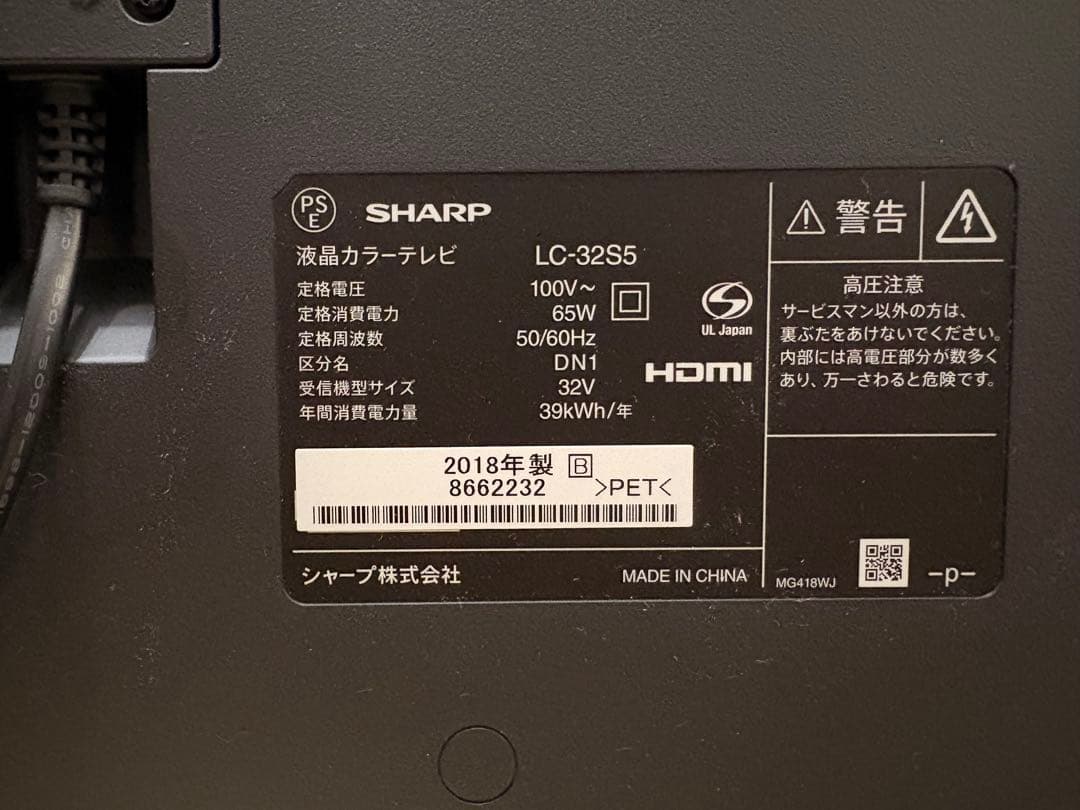 PS
E
SHARP
液晶カラーテレビ LC-32S5
定格電圧 100V~
定格消費電力 65W
定格周波数 50/60Hz
区分名 DN1
受信機型サイズ 32V
年間消費電力量 39kWh/年
S
UL Japan
HDMI
2018年製 B
8662232 >PET<
シャープ株式会社 MADE IN CHINA
警告
高圧注意
サービスマン以外の方は、
裏ぶたをあけないでください。
内部には高電圧部分が数多く
あり、万一さわると危険です。
MG418WJ -p-